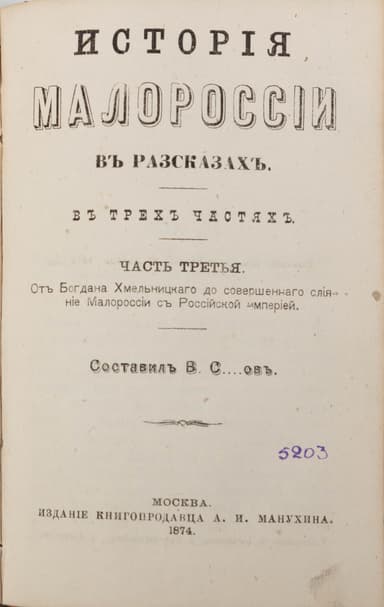 ИСТОРІЯ
МАЛОРОССІИ
ВЪ РАЗСКАЗАХЪ.
ВЪ ТРЕХЪ ЧАСТЯХЪ.
ЧАСТЬ ТРЕТЬЯ.
Отъ Богдана Хмельницкаго до совершеннаго слія-
ніе Малороссіи съ Россійской имперіей.
Составилъ В. С....овъ.
5203
МОСКВА.
ИЗДАНІЕ КНИГОПРОДАВЦА А. И. МАНУХИНА.
1874.